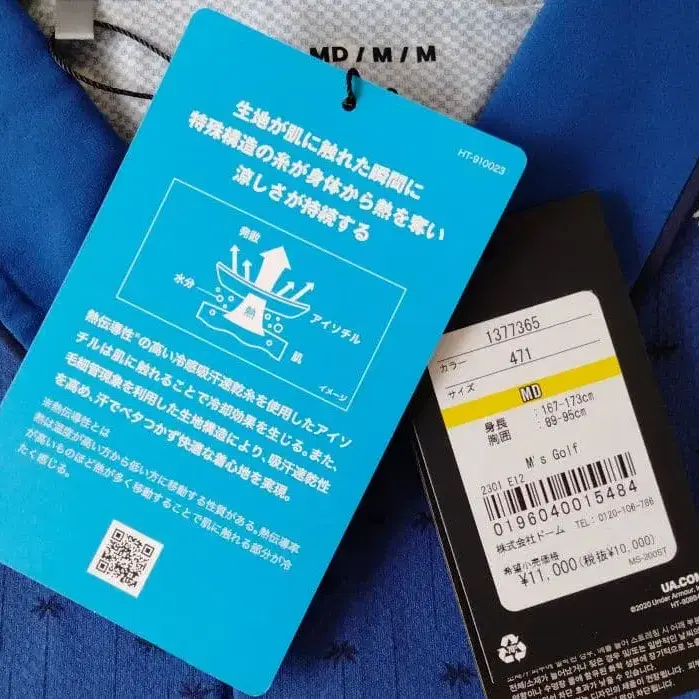 MD / M / M
HT-910023
生地が肌に触れた瞬間に
特殊構造の糸が身体から熱を奪い
涼しさが持続する
発散
水分
熱
アイソチル
肌
イメージ
熱伝導性※の高い冷感吸汗速乾糸を使用したアイソ
チルは肌に触れることで冷却効果を生じる。また、
毛細管現象を利用した生地構造により、吸汗速乾性
を高め、汗でベタつかず快適な着心地を実現。
※熱伝導性とは
熱は温度が高い方から低い方に移動する性質がある。熱伝導率
が高いものほど熱が多く移動することで肌に触れる部分が冷
たく感じる。
1377365
カラー
471
サイズ
MD
身長 :167-173cm
胸囲 :89-95cm
M's Golf
2301 E12
0196040015484
株式会社ドーム TEL:0120-106-786
希望小売価格
¥11,000(税抜¥10,000)
MS-200ST
UA.COM
©2020 Under Armour, I